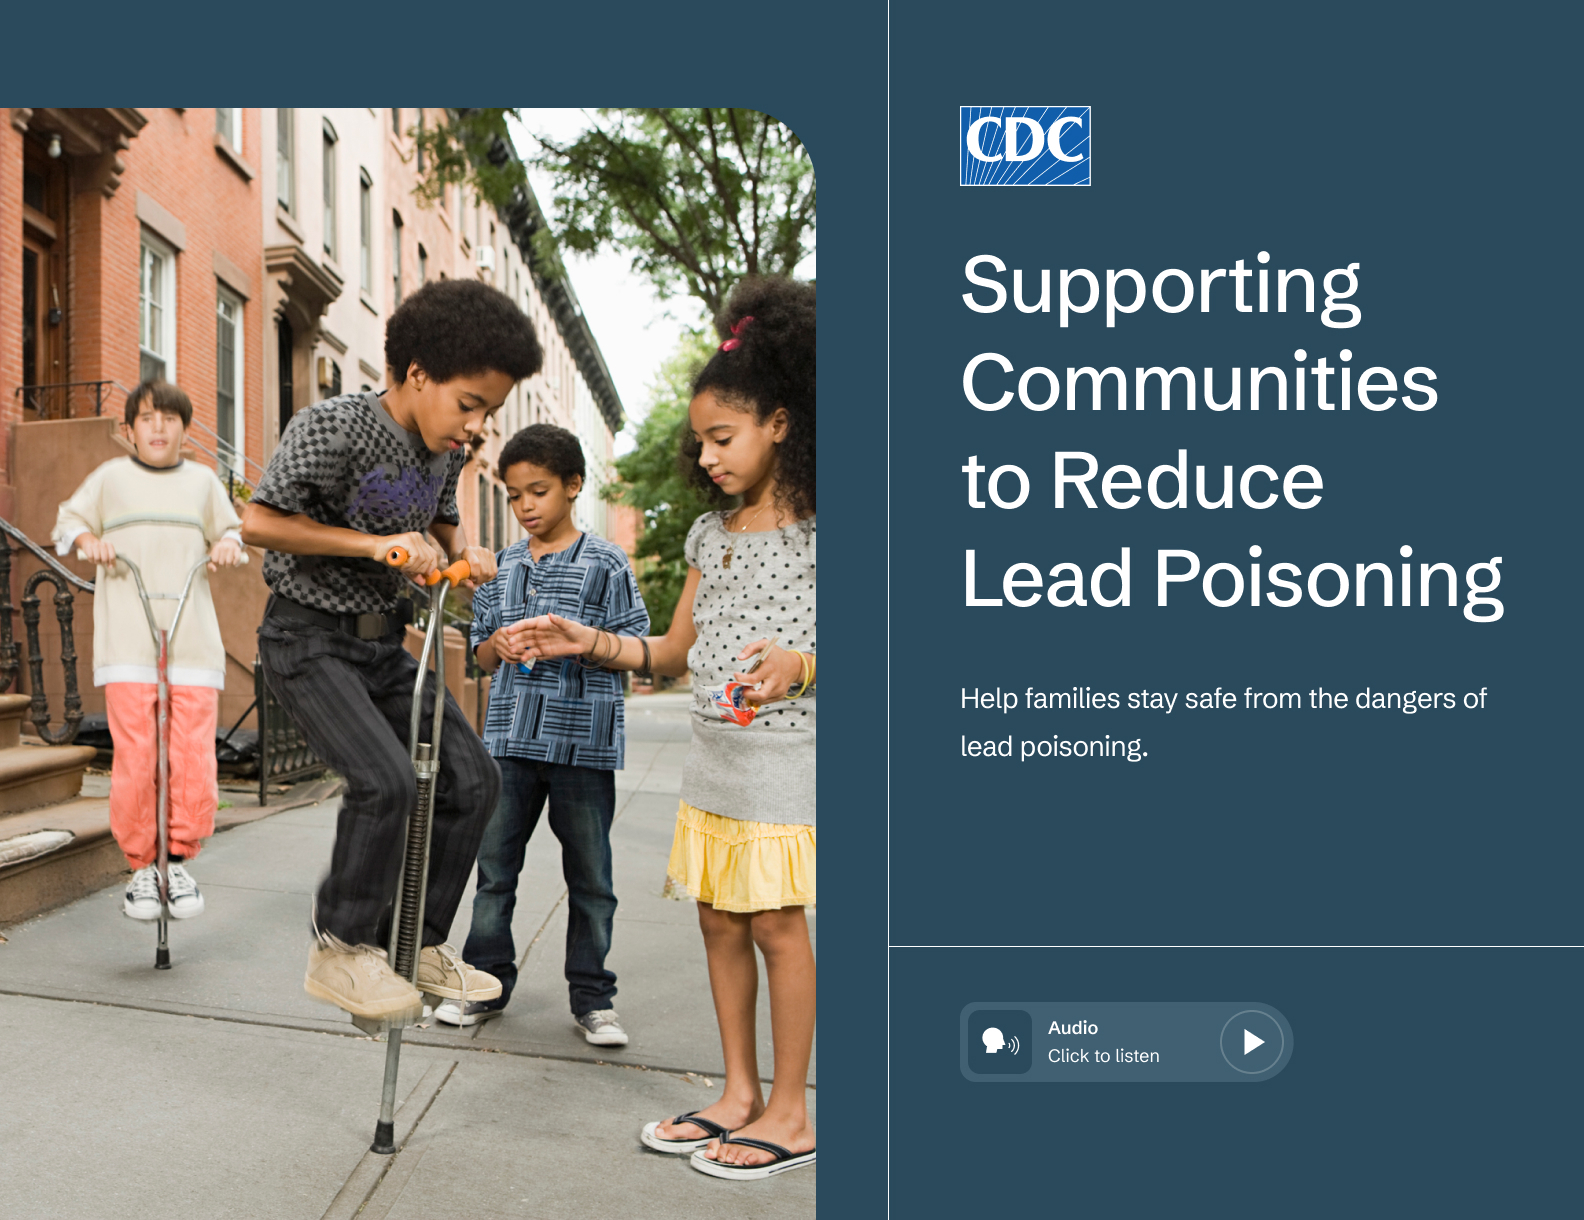 CDC
Supporting
Communities
to Reduce
Lead Poisoning
Help families stay safe from the dangers of
lead poisoning.
Audio
Click to listen